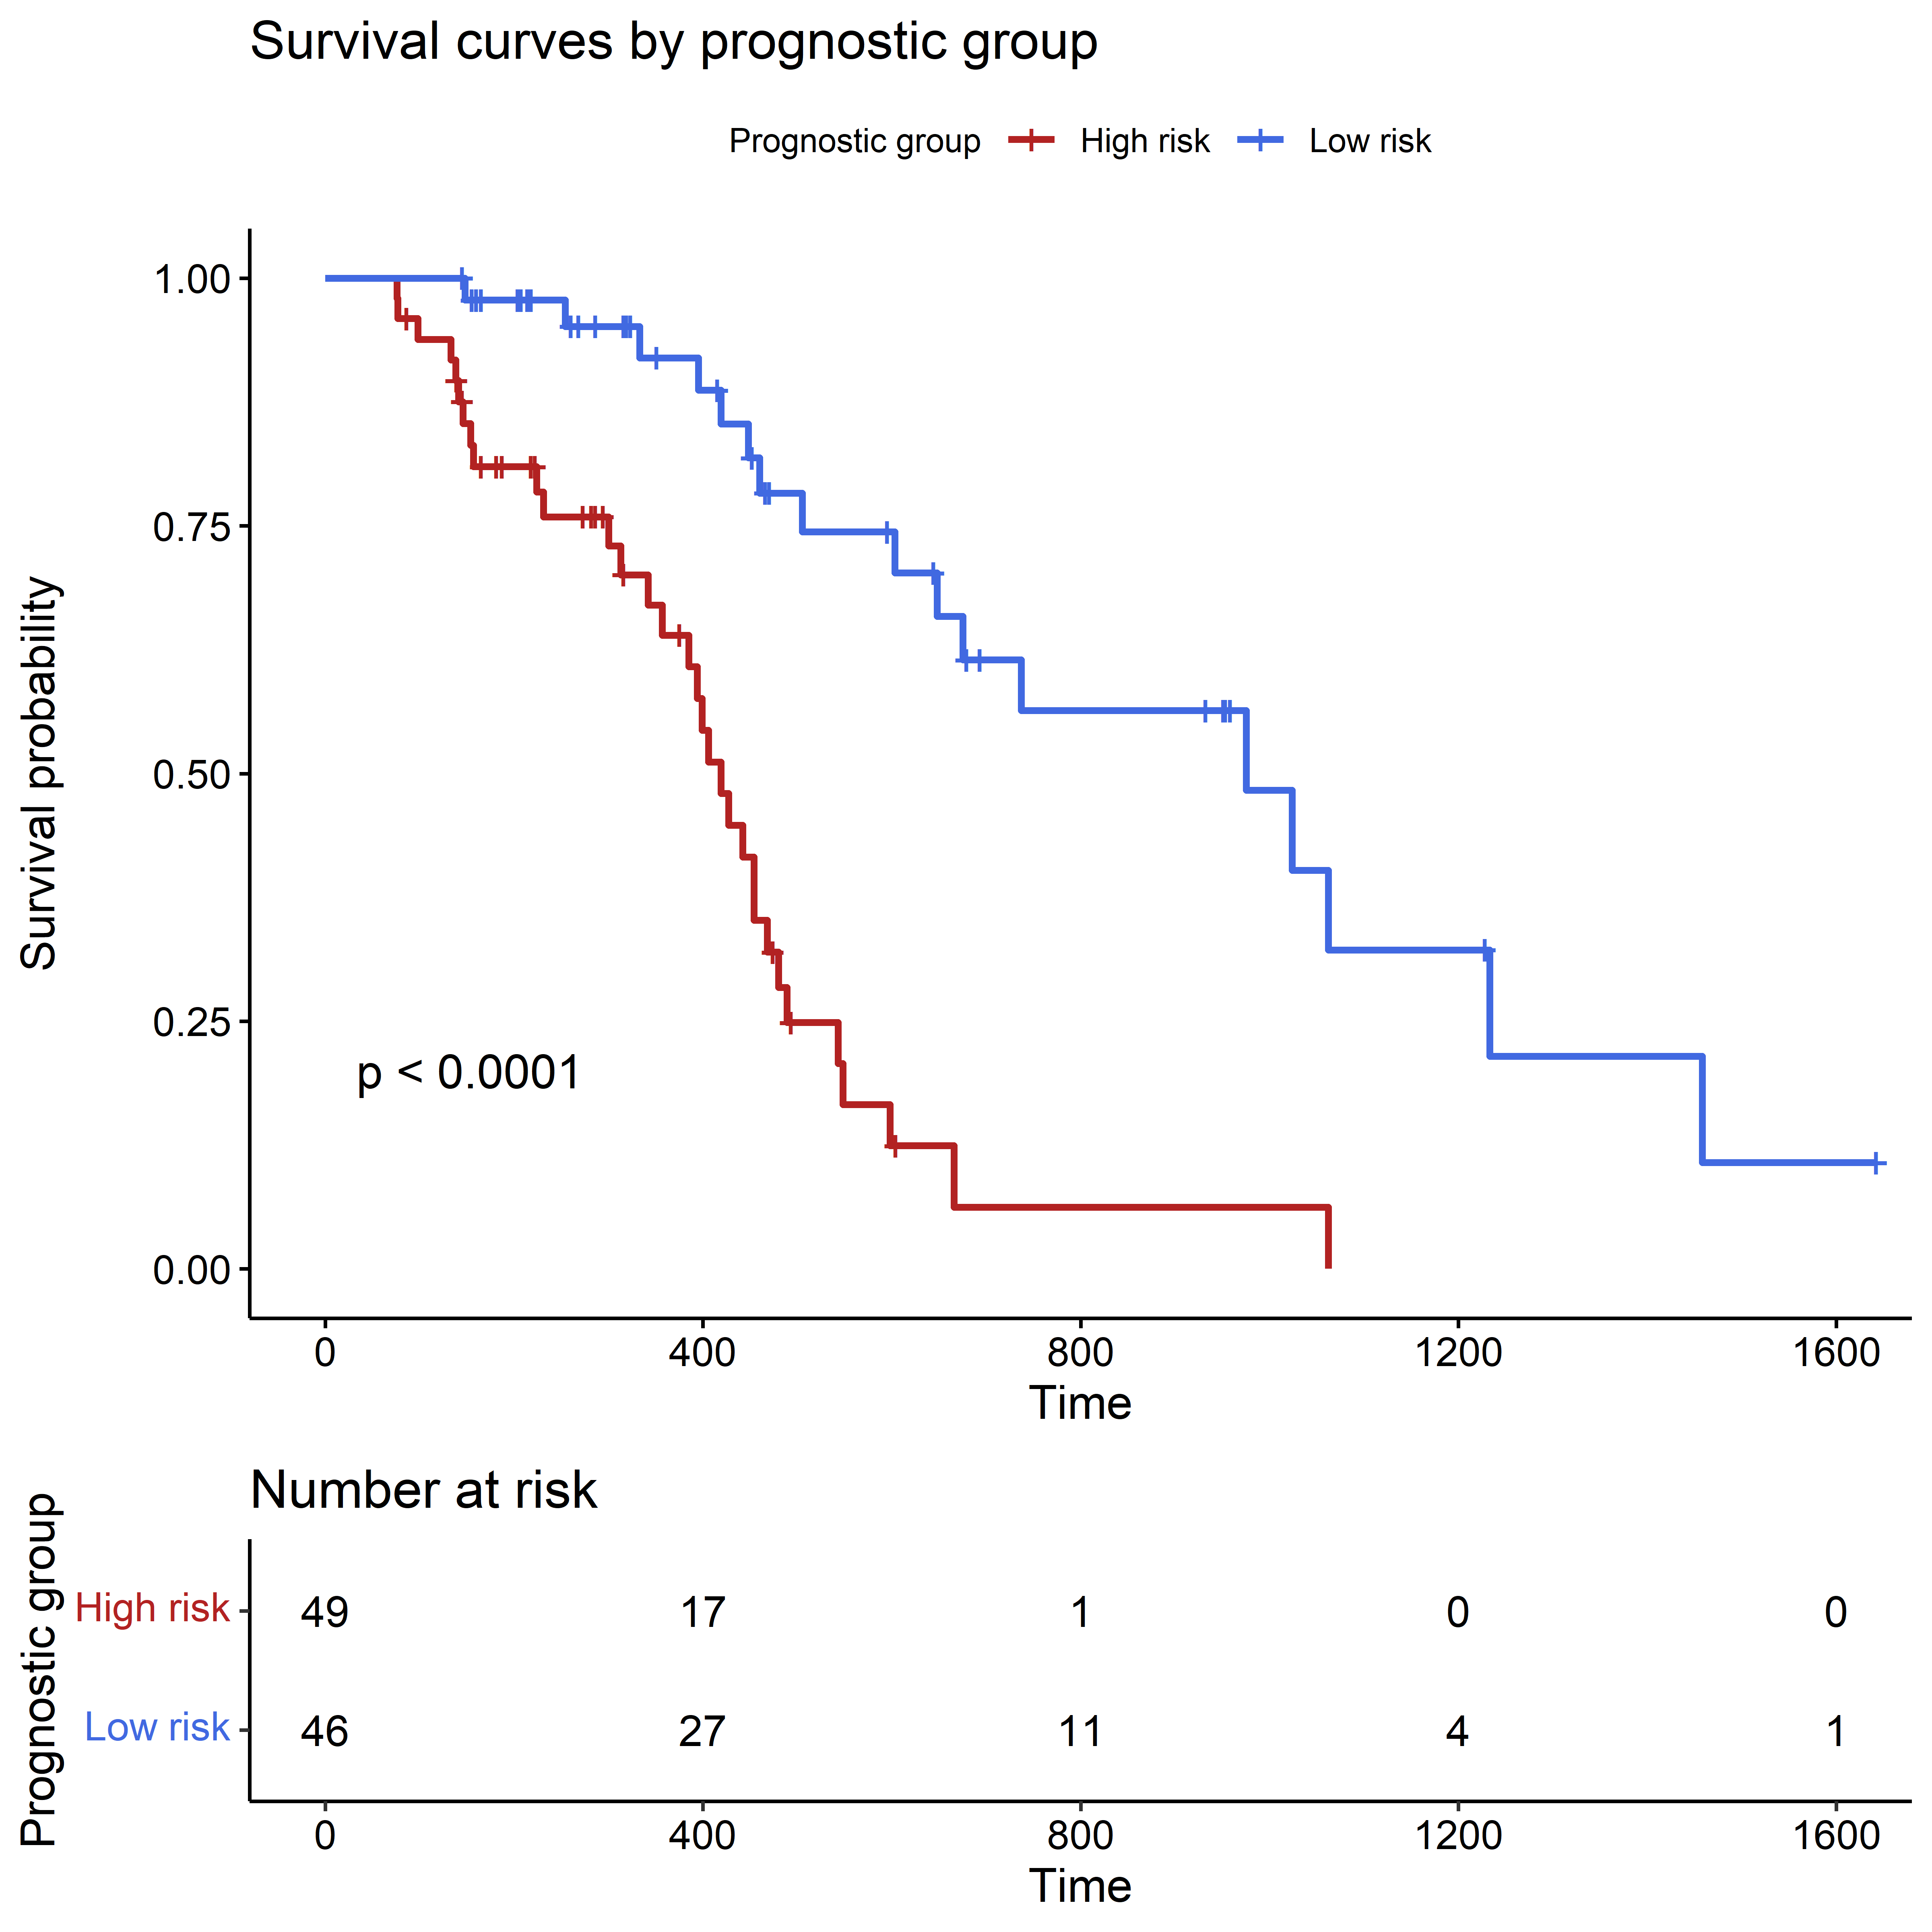 Survival curves by prognostic group
Prognostic group High risk Low risk
Survival probability
1.00
0.75
0.50
0.25
0.00
p < 0.0001
0 400 800 1200 1600
Time
Number at risk
Prognostic group
High risk 49 17 1 0 0
Low risk 46 27 11 4 1
0 400 800 1200 1600
Time